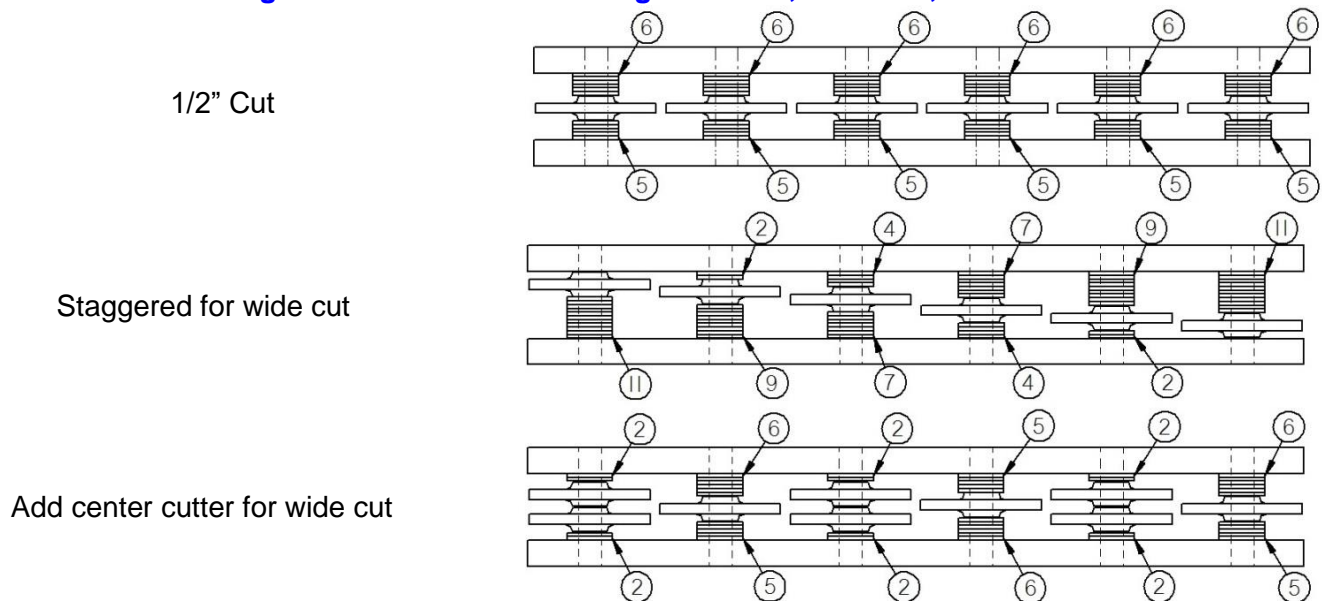 6 6 6 6 6 6
1/2” Cut
5 5 5 5 5 5
2 4 7 9 11
Staggered for wide cut
11 9 7 4 2
2 6 2 5 2 6
Add center cutter for wide cut
2 5 2 6 2 5